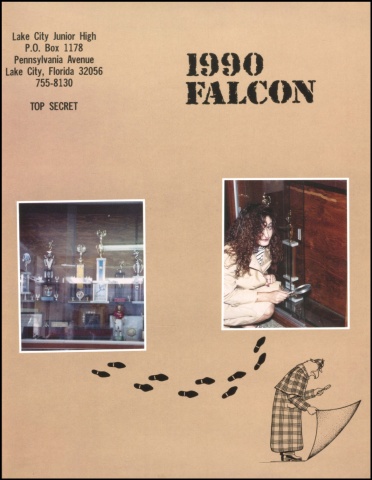 Lake City Junior High
P.O. Box 1178
Pennsylvania Avenue
Lake City, Florida 32056
755-8130
TOP SECRET
1990
FALCON